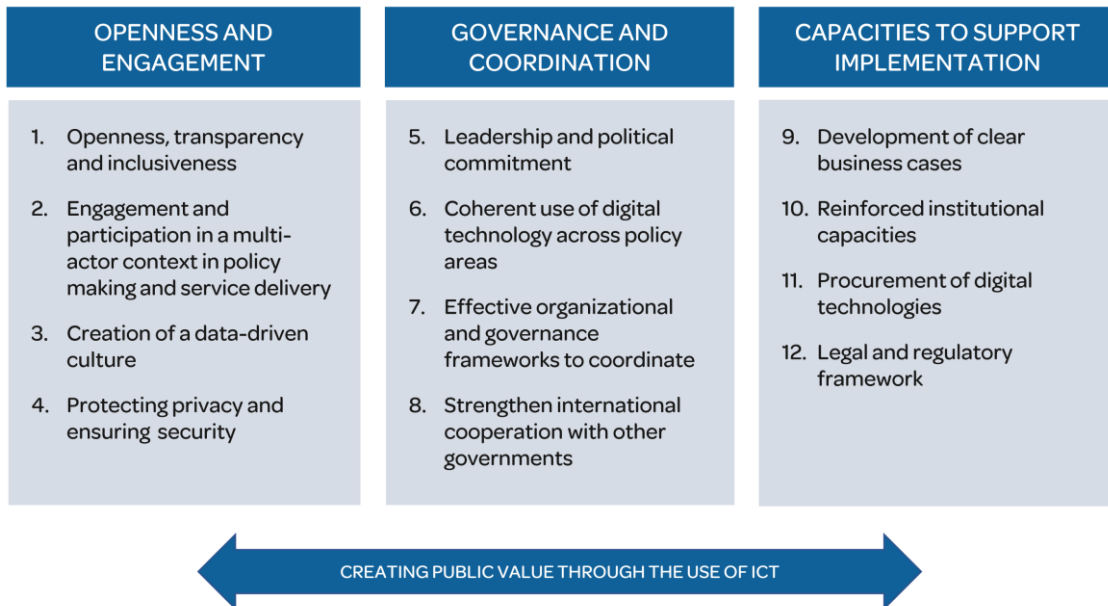 OPENNESS AND
ENGAGEMENT
1. Openness, transparency
and inclusiveness
2. Engagement and
participation in a multi-
actor context in policy
making and service delivery
3. Creation of a data-driven
culture
4. Protecting privacy and
ensuring security
GOVERNANCE AND
COORDINATION
5. Leadership and political
commitment
6. Coherent use of digital
technology across policy
areas
7. Effective organizational
and governance
frameworks to coordinate
8. Strengthen international
cooperation with other
governments
CAPACITIES TO SUPPORT
IMPLEMENTATION
9. Development of clear
business cases
10. Reinforced institutional
capacities
11. Procurement of digital
technologies
12. Legal and regulatory
framework
CREATING PUBLIC VALUE THROUGH THE USE OF ICT